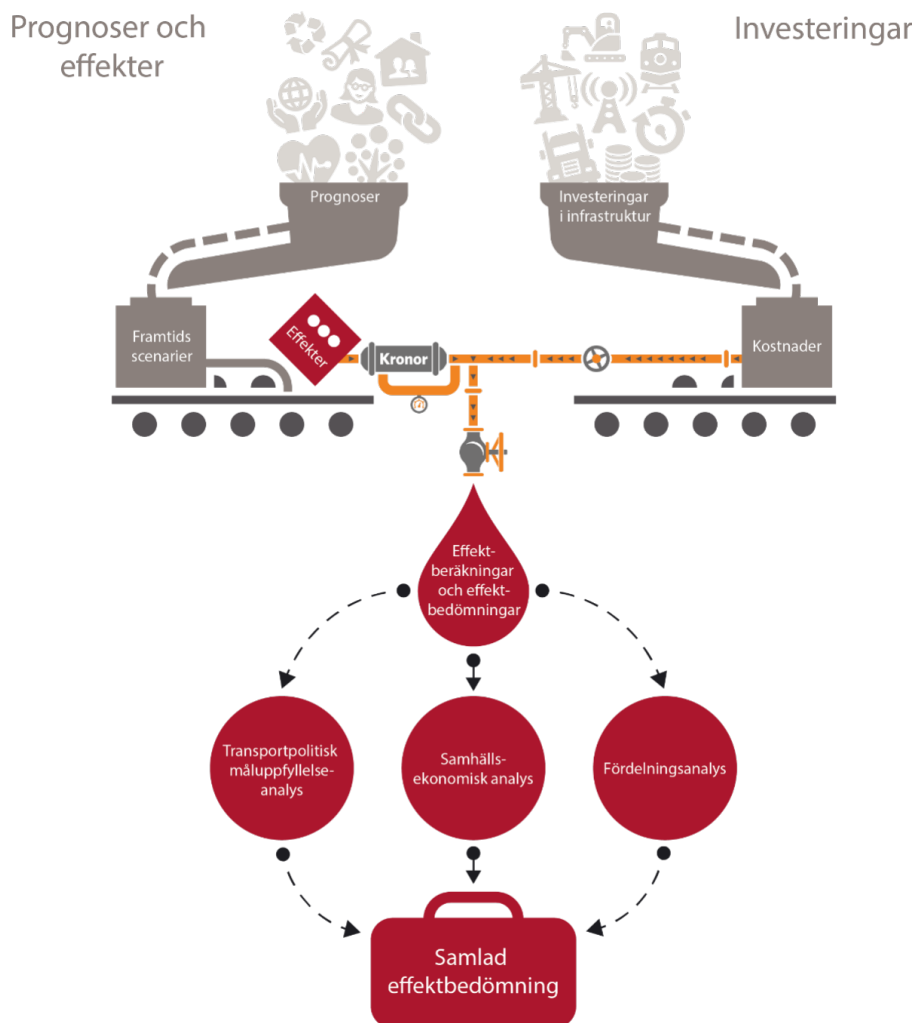 Prognoser och
effekter
Investeringar
Prognoser
Investeringar
i infrastruktur
Framtids
scenarier
Effekter
Kronor
Kostnader
Effekt-
beräkningar
och effekt-
bedömningar
Transportpolitisk
måluppfyllelse-
analys
Samhälls-
ekonomisk analys
Fördelningsanalys
Samlad
effektbedömning